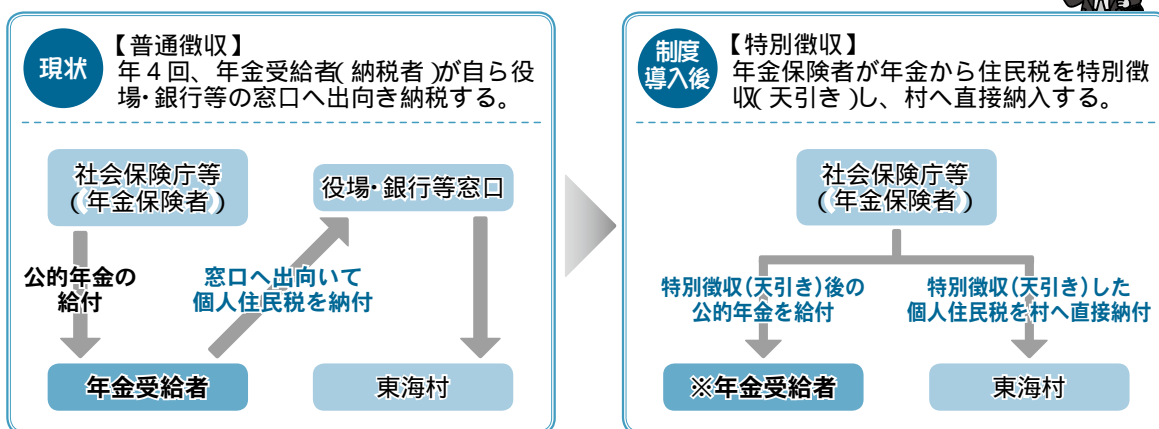 現状
【普通徴収】
年4回、年金受給者(納税者)が自ら役
場・銀行等の窓口へ出向き納税する。
社会保険庁等
(年金保険者)
役場・銀行等窓口
公的年金の
給付
窓口へ出向いて
個人住民税を納付
年金受給者
東海村
制度
導入後
【特別徴収】
年金保険者が年金から住民税を特別徴
収(天引き)し、村へ直接納入する。
社会保険庁等
(年金保険者)
特別徴収(天引き)後の
公的年金を給付
特別徴収(天引き)した
個人住民税を村へ直接納付
※年金受給者
東海村